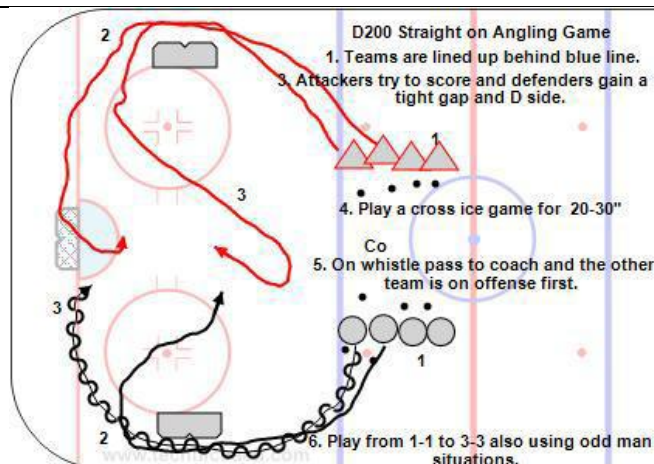 D200 Straight on Angling Game
2
1. Teams are lined up behind blue line.
3. Attackers try to score and defenders gain a
tight gap and D side.
1
3
4. Play a cross ice game for 20-30"
Co
5. On whistle pass to coach and the other
team is on offense first.
3
1
2
6. Play from 1-1 to 3-3 also using odd man
situations.